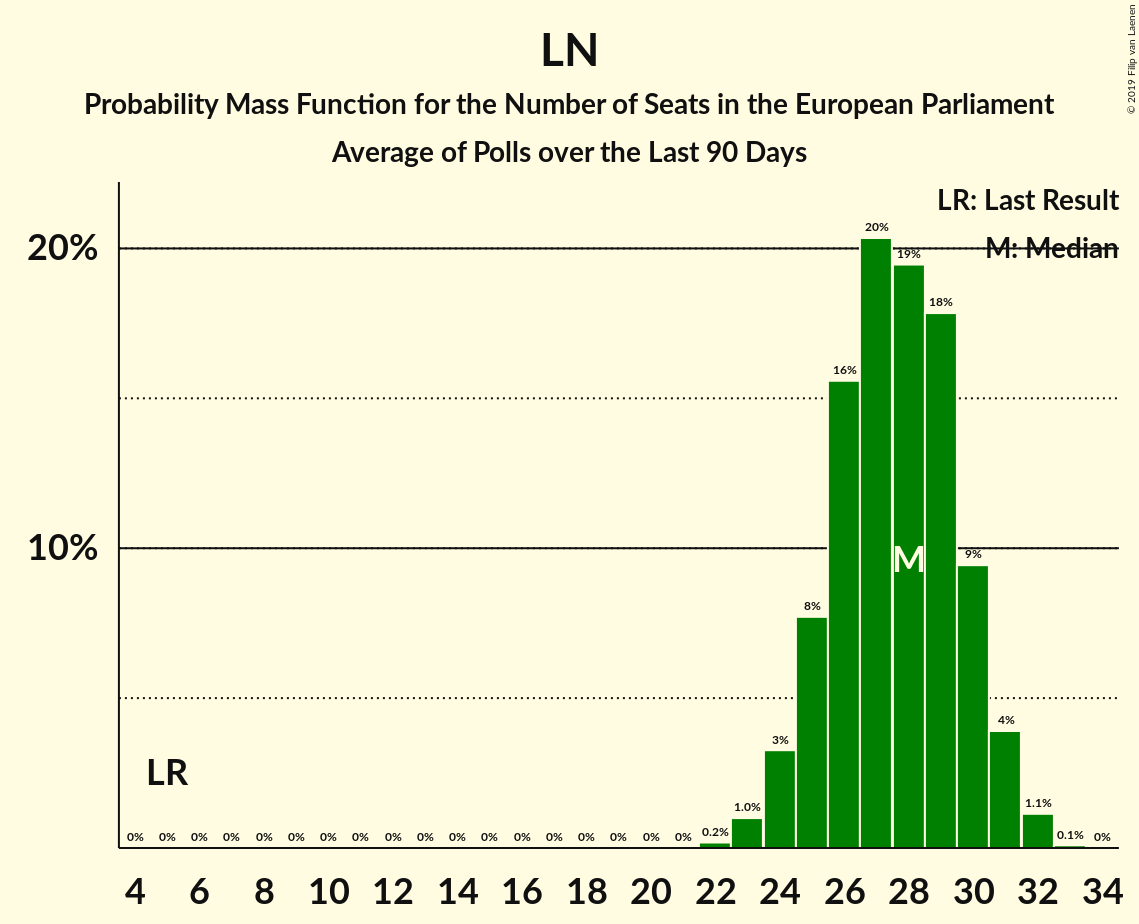 LN
Probability Mass Function for the Number of Seats in the European Parliament
Average of Polls over the Last 90 Days
© 2019 Filip van Laenen
LR: Last Result
M: Median
20%
10%
20%
19%
18%
16%
9%
8%
4%
3%
1.0%
1.1%
0.2%
0.1%
M
LR
0% 0% 0% 0% 0% 0% 0% 0% 0% 0% 0% 0% 0% 0% 0% 0% 0% 0% 0%
4 6 8 10 12 14 16 18 20 22 24 26 28 30 32 34